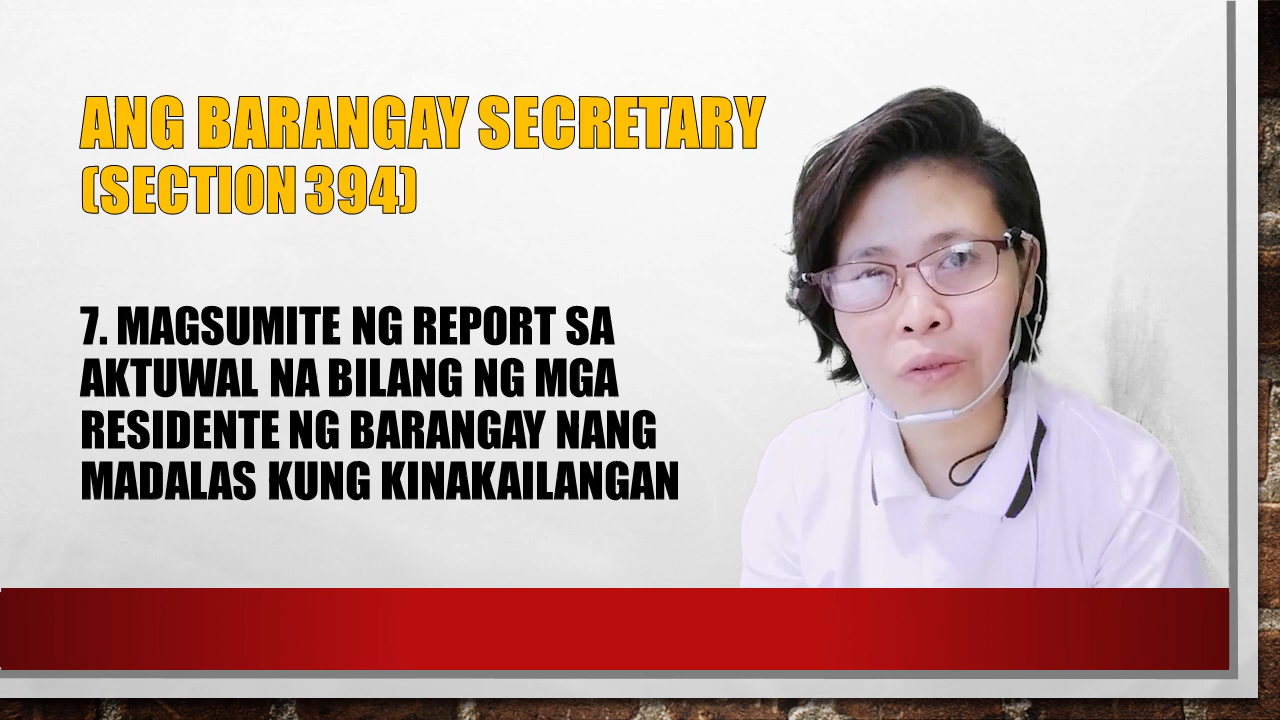 ANG BARANGAY SECRETARY
(SECTION 394)
7. MAGSUMITE NG REPORT SA
AKTUWAL NA BILANG NG MGA
RESIDENTE NG BARANGAY NANG
MADALAS KUNG KINAKAILANGAN